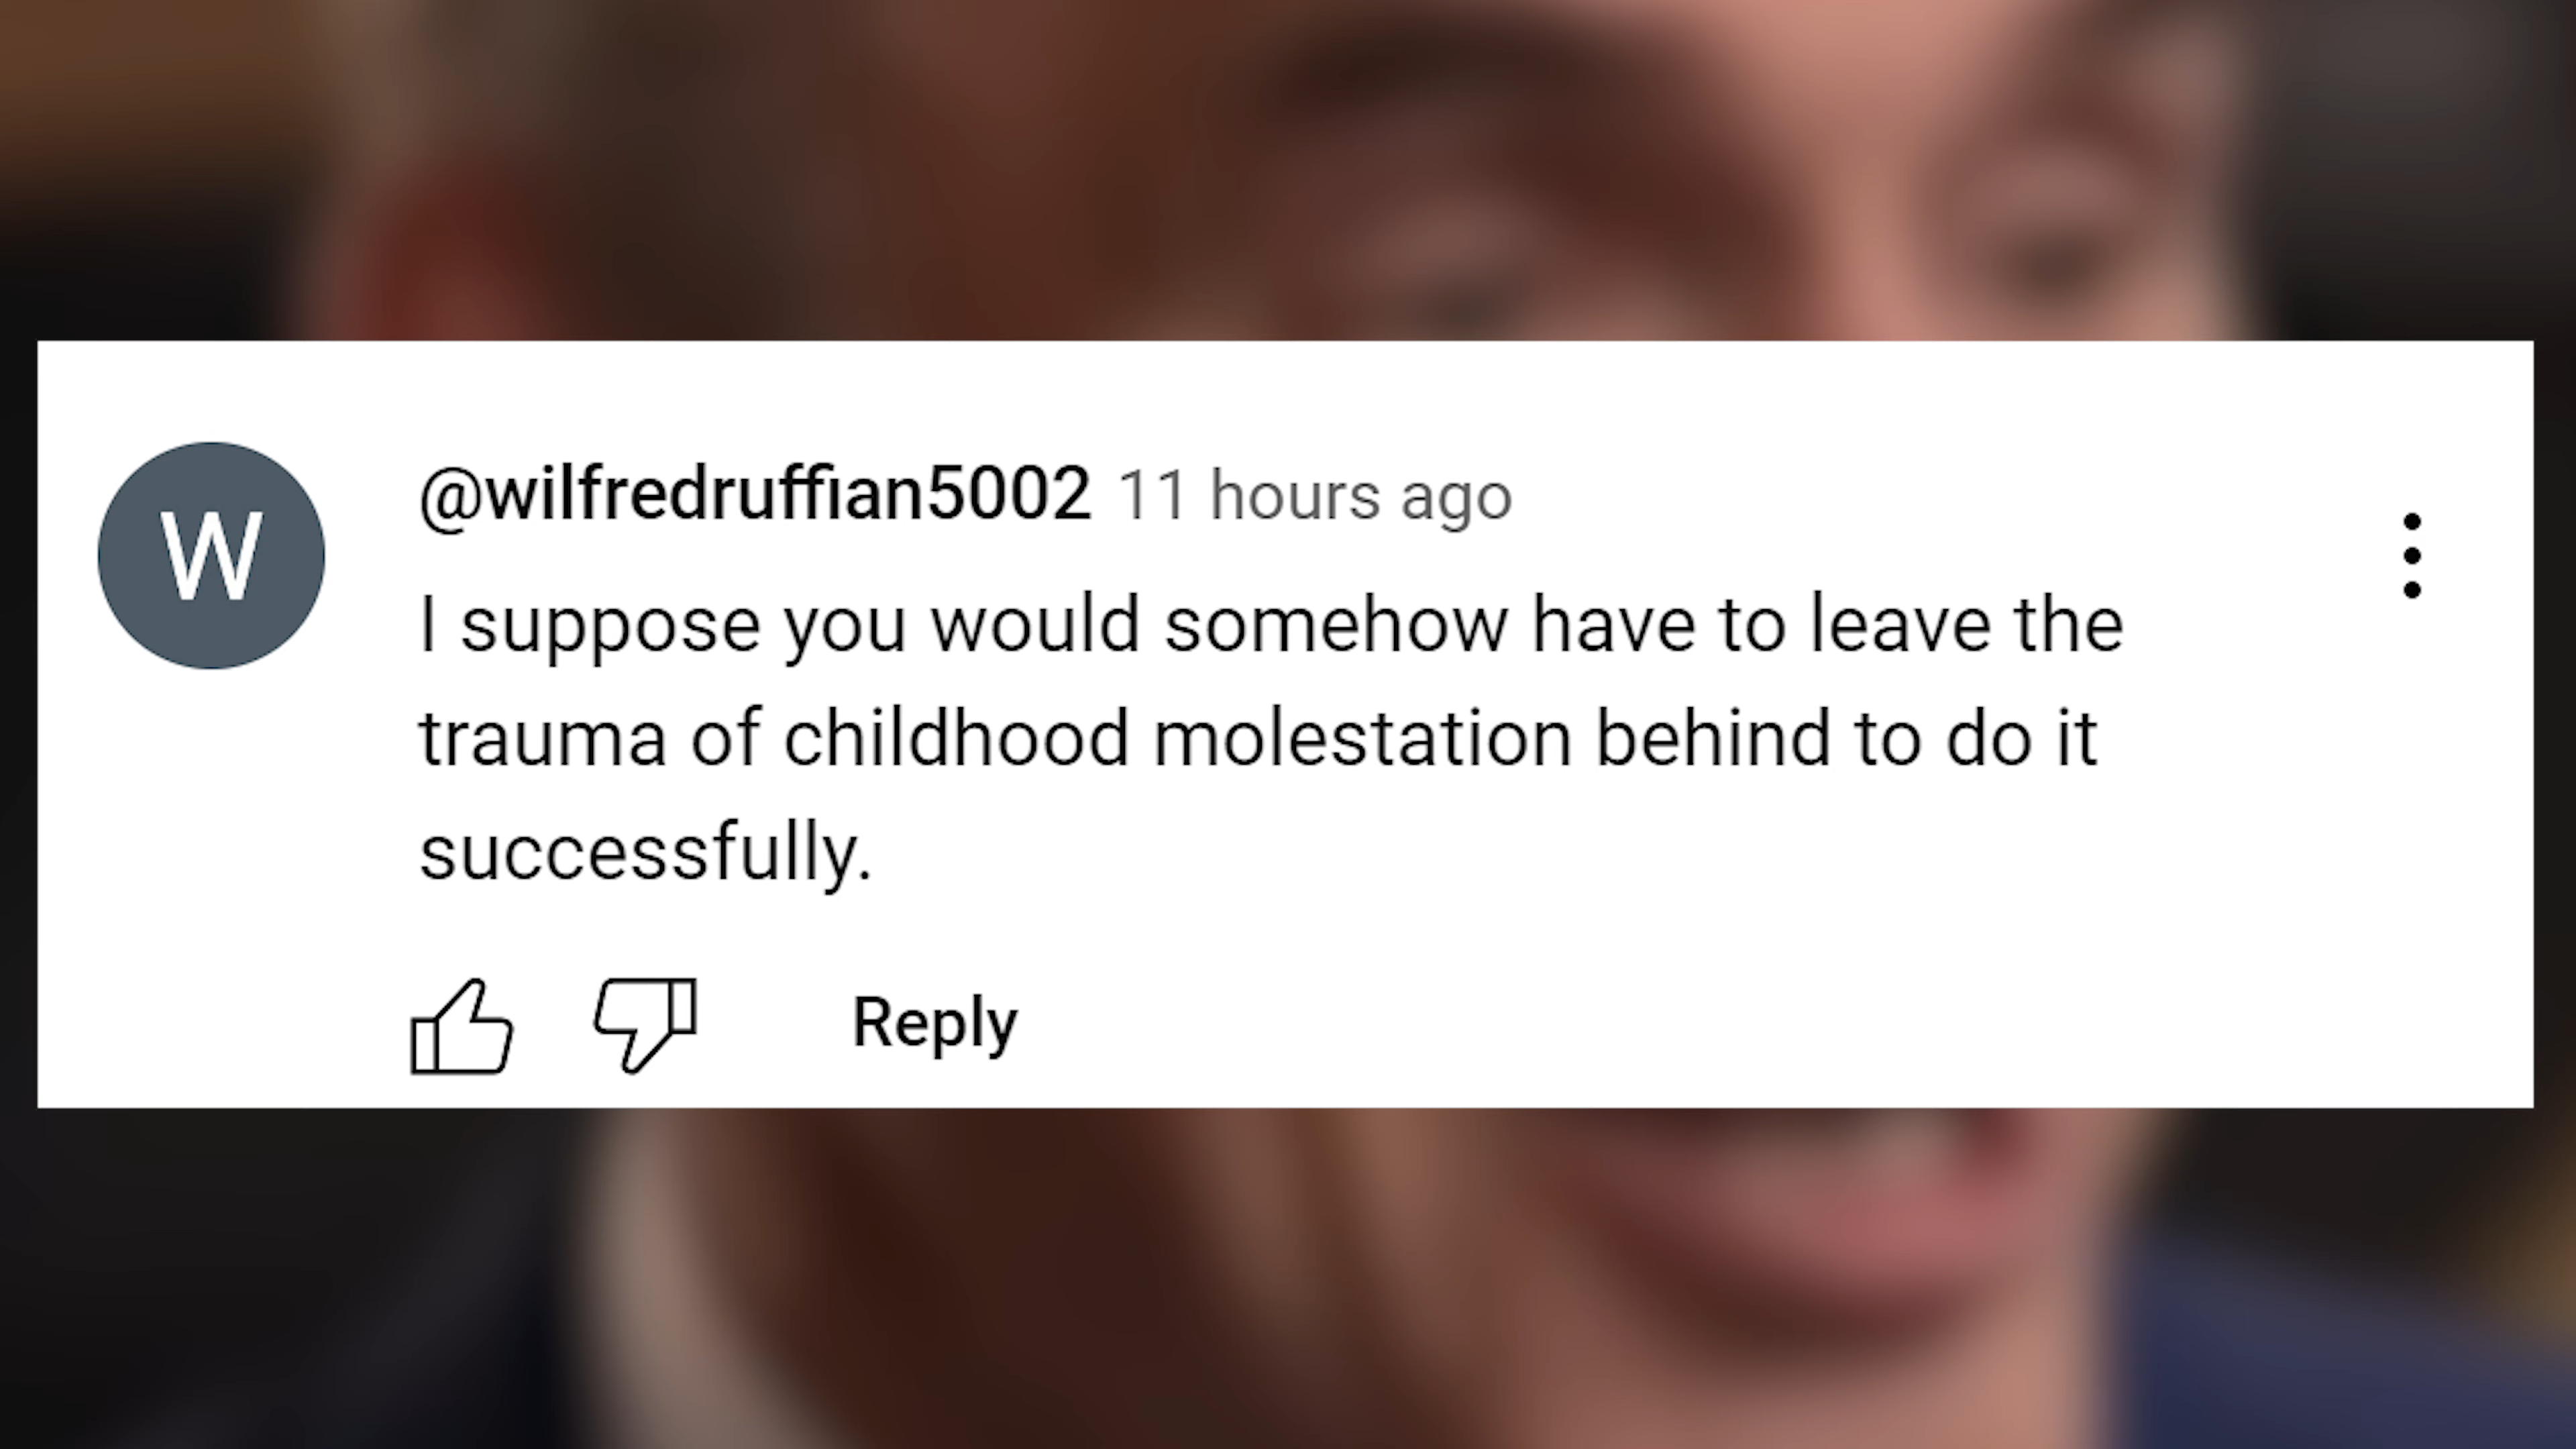 W
@wilfredruffian5002 11 hours ago
I suppose you would somehow have to leave the
trauma of childhood molestation behind to do it
successfully.
Reply